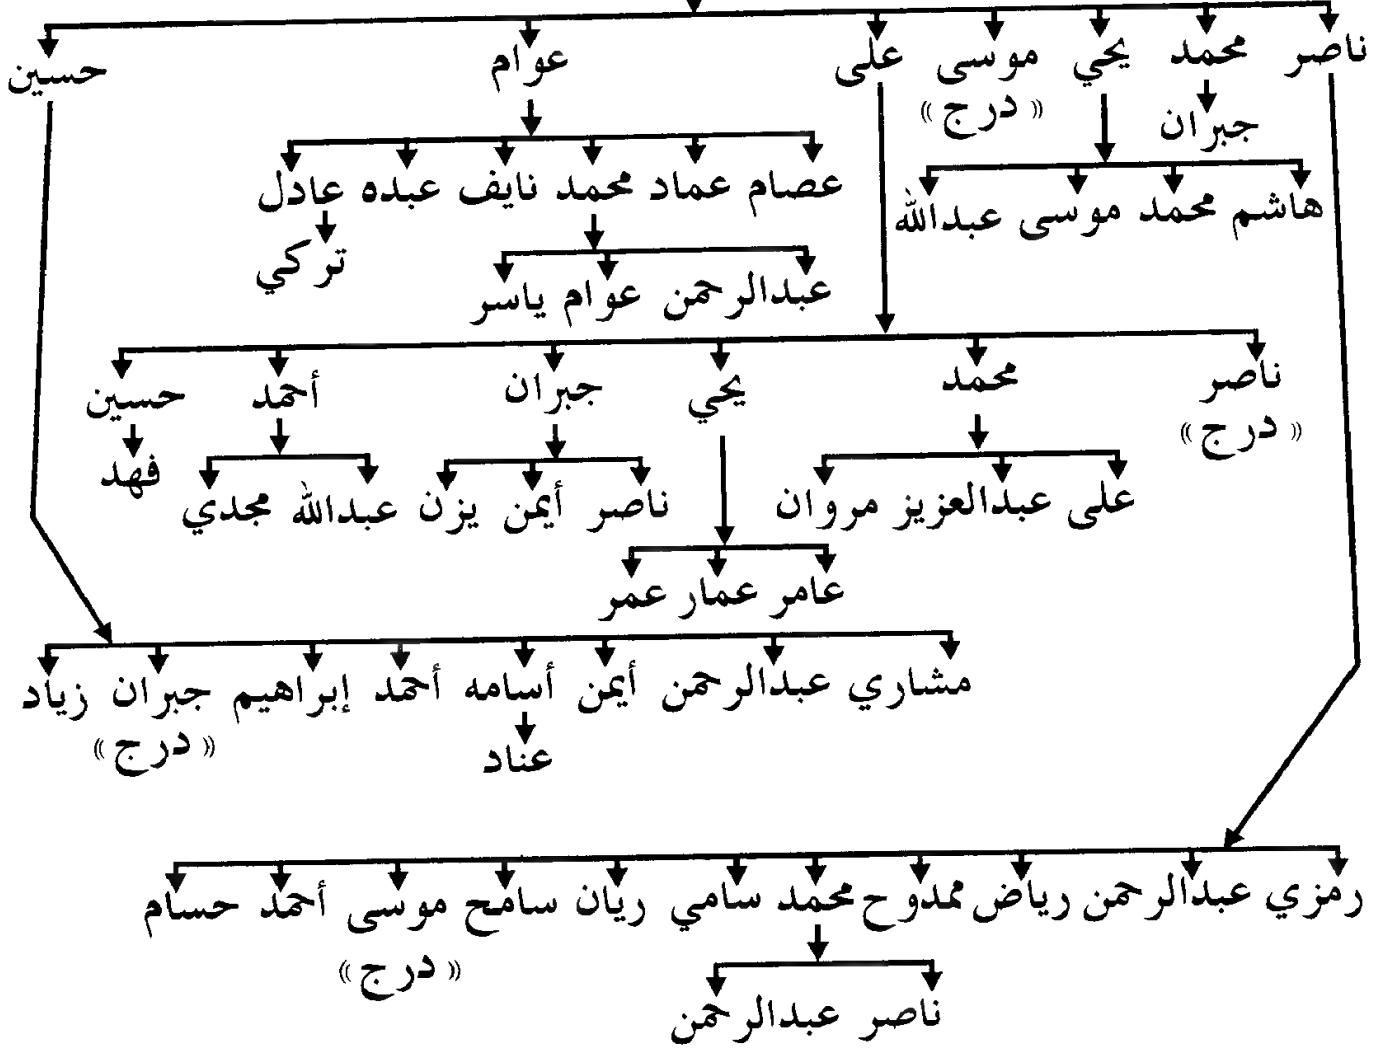 ناصر محمد يحي موسى على عوام حسين
« درج »
جبران
عصام عماد محمد نايف عبده عادل
هاشم محمد موسى عبدالله
تركي
عبدالرحمن عوام ياسر
ناصر محمد يحي جبران أحمد حسين
« درج »
فهد
على عبدالعزيز مروان ناصر أيمن يزن عبدالله مجدي
عامر عمار عمر
مشاري عبدالرحمن أيمن أسامه أحمد إبراهيم جبران زياد
« درج »
عناد
رمزي عبدالرحمن رياض ممدوح محمد سامي ريان سامح موسى أحمد حسام
« درج »
ناصر عبدالرحمن